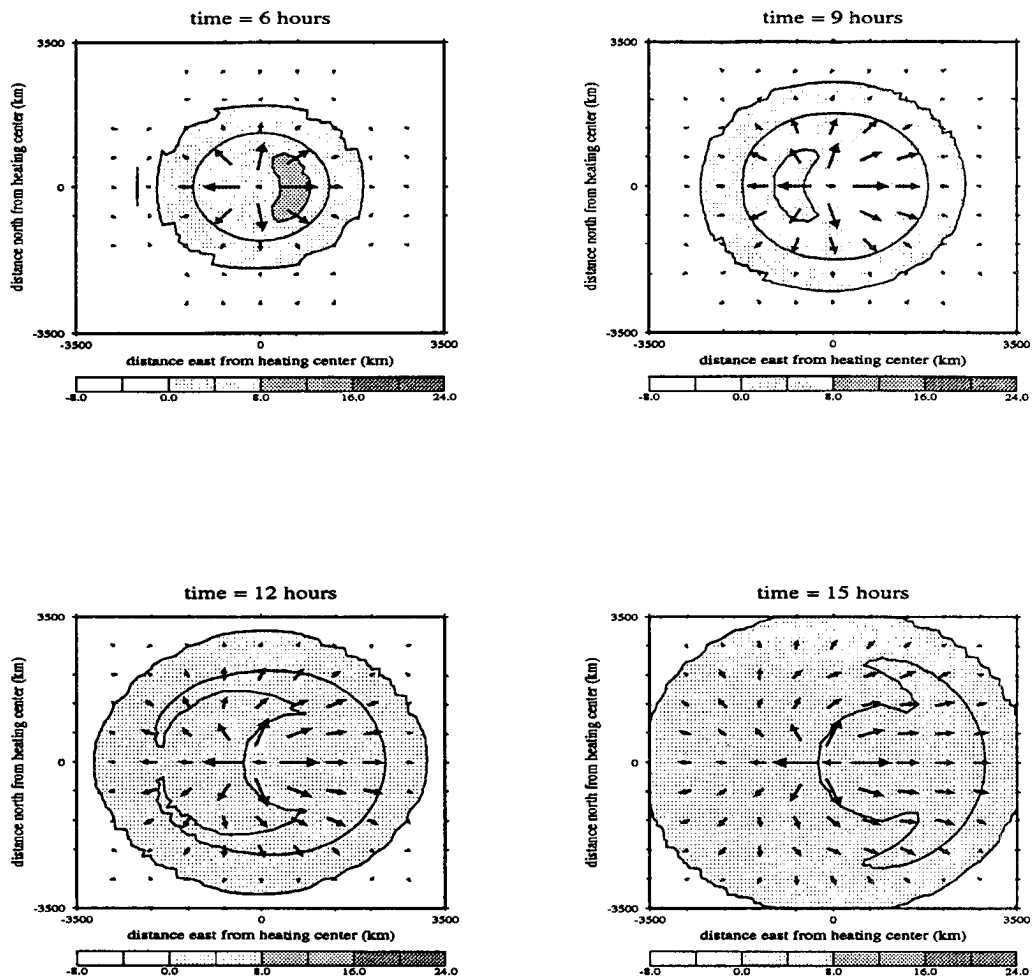 time = 6 hours
3500
distance north from heating center (km)
0
-3500
-3500 0 3500
distance east from heating center (km)
-8.0 0.0 8.0 16.0 24.0
time = 9 hours
3500
distance north from heating center (km)
0
-3500
-3500 0 3500
distance east from heating center (km)
-8.0 0.0 8.0 16.0 24.0
time = 12 hours
3500
distance north from heating center (km)
0
-3500
-3500 0 3500
distance east from heating center (km)
-8.0 0.0 8.0 16.0 24.0
time = 15 hours
3500
distance north from heating center (km)
0
-3500
-3500 0 3500
distance east from heating center (km)
-8.0 0.0 8.0 16.0 24.0